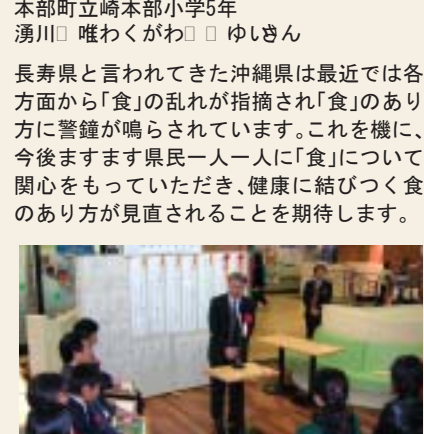 本部町立崎本部小学5年
湧川□ 唯わくがわ□ □ ゆいさん
長寿県と言われてきた沖縄県は最近では各
方面から「食」の乱れが指摘され「食」のあり
方に警鐘が鳴らされています。これを機に、
今後ますます県民一人一人に「食」について
関心をもっていただき、健康に結びつく食
のあり方が見直されることを期待します。